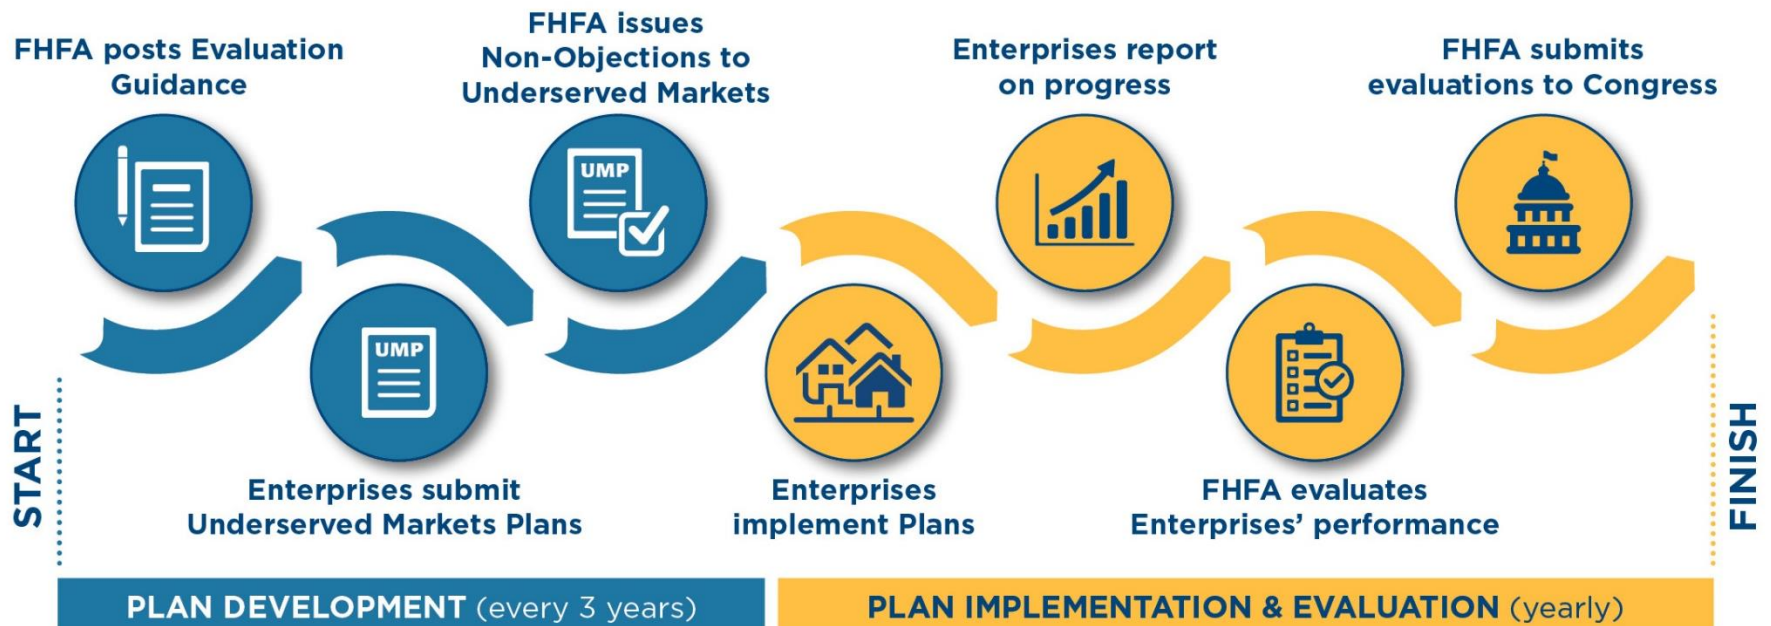 FHFA posts Evaluation
Guidance
UMP
Enterprises submit
Underserved Markets Plans
FHFA issues
Non-Objections to
Underserved Markets
UMP
Enterprises
implement Plans
Enterprises report
on progress
FHFA evaluates
Enterprises’ performance
FHFA submits
evaluations to Congress
START
FINISH
PLAN DEVELOPMENT (every 3 years)
PLAN IMPLEMENTATION & EVALUATION (yearly)